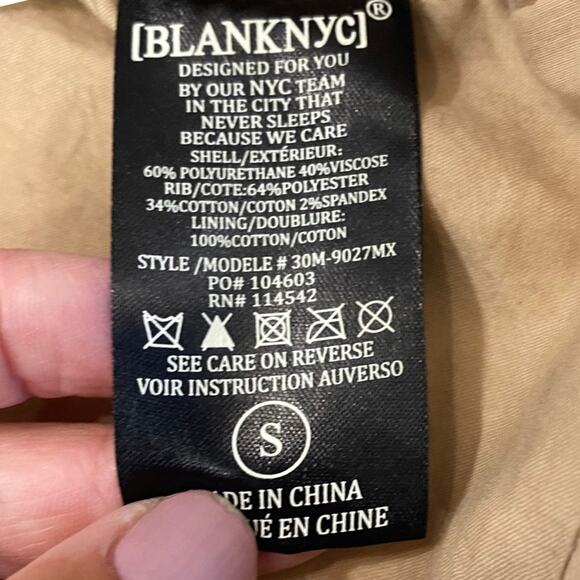 [BLANKNYC]®
DESIGNED FOR YOU
BY OUR NYC TEAM
IN THE CITY THAT
NEVER SLEEPS
BECAUSE WE CARE
SHELL/EXTÉRIEUR:
60% POLYURETHANE 40%VISCOSE
RIB/COTE:64%POLYESTER
34%COTTON/COTON 2%SPANDEX
LINING/DOUBLURE:
100%COTTON/COTON
STYLE /MODELE # 30M-9027MX
PO# 104603
RN# 114542
SEE CARE ON REVERSE
VOIR INSTRUCTION AUVERSO
S
IN CHINA
EN CHINE